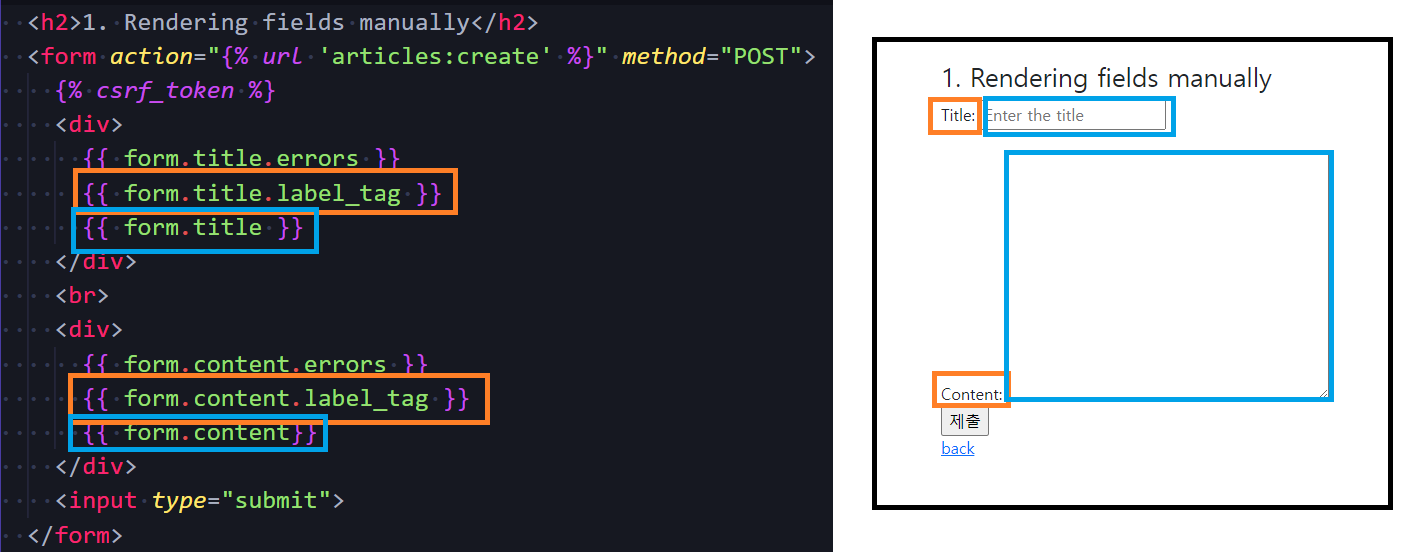 <h2>1. Rendering fields manually</h2>
<form action="{% url 'articles:create' %}" method="POST">
{% csrf_token %}
<div>
{{ form.title.errors }}
{{ form.title.label_tag }}
{{ form.title }}
</div>
<br>
<div>
{{ form.content.errors }}
{{ form.content.label_tag }}
{{ form.content}}
</div>
<input type="submit">
</form>
1. Rendering fields manually
Title: Enter the title
Content:
제출
back